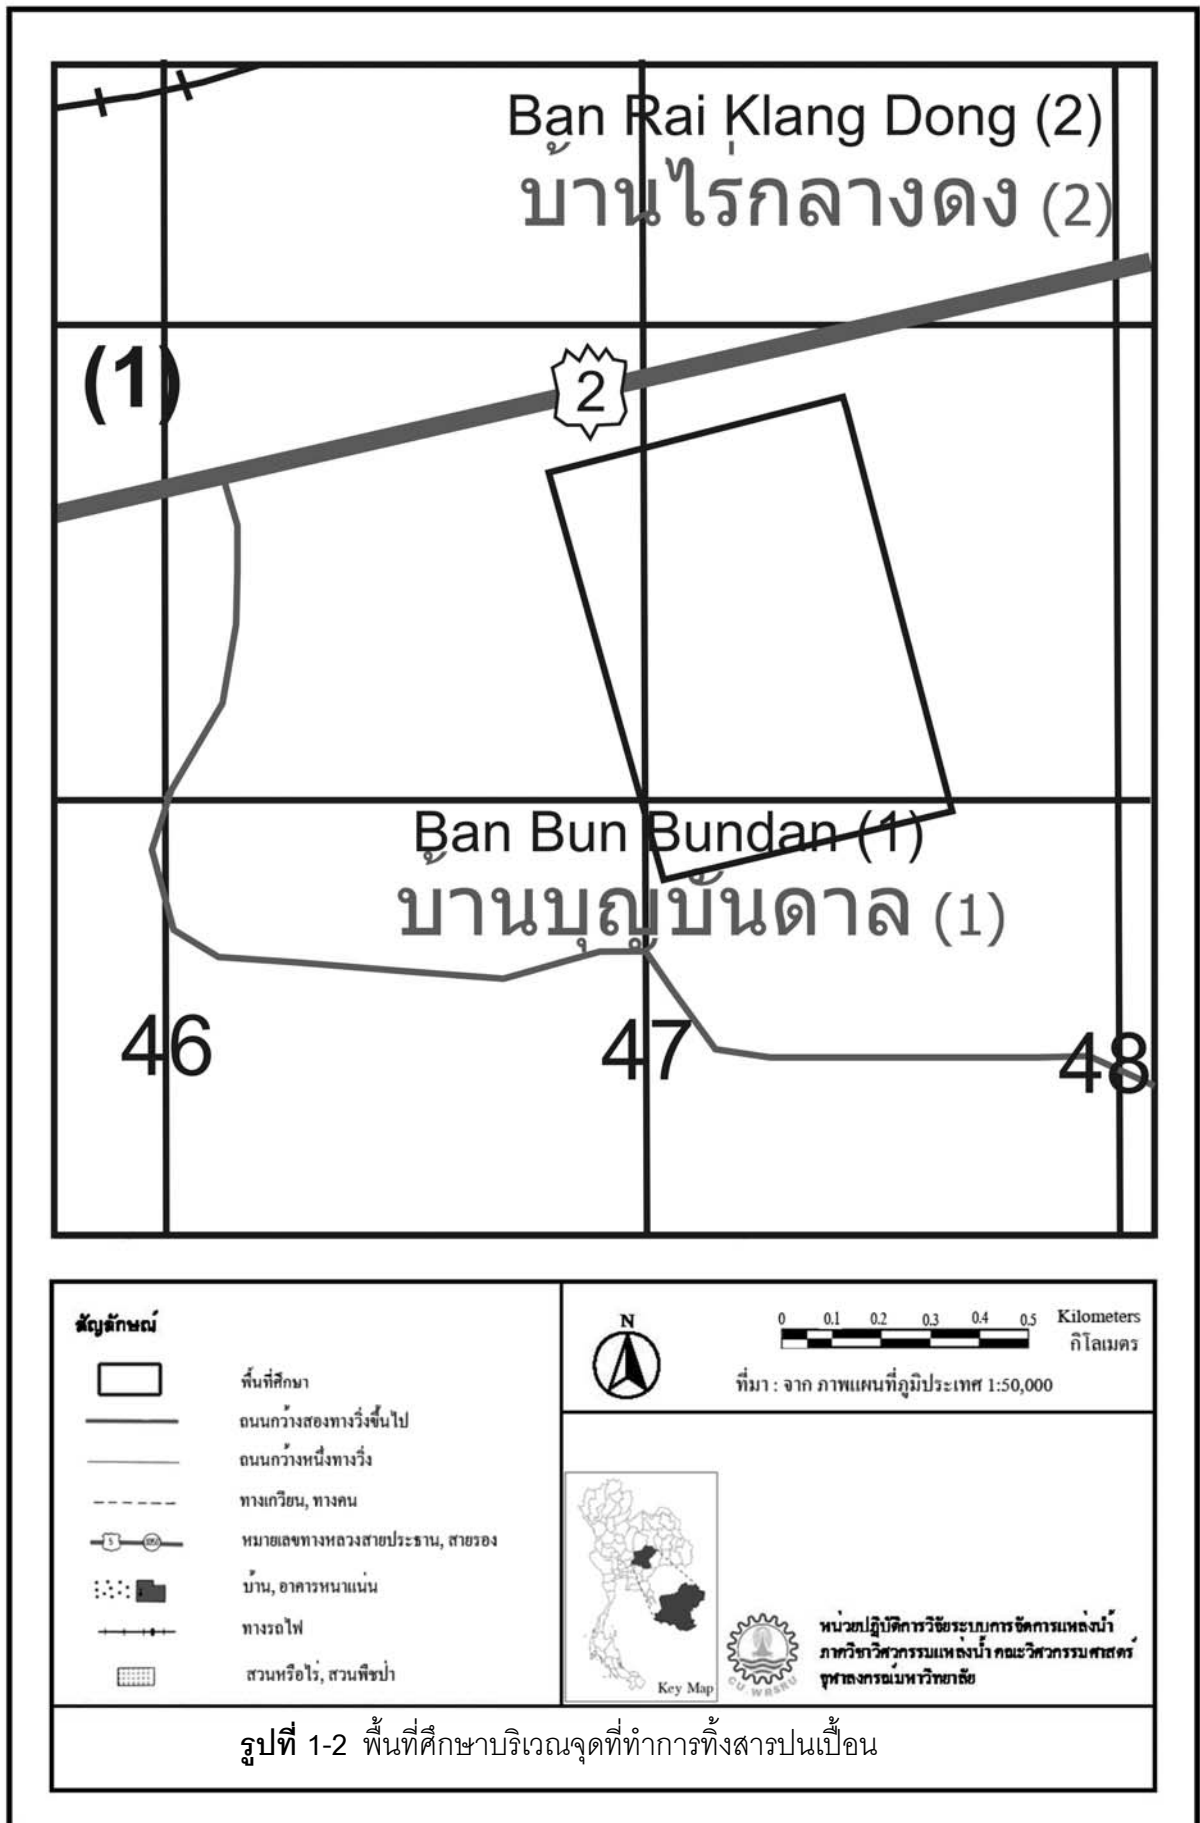 Ban Rai Klang Dong (2)
บ้านไร่กลางดง (2)
(1)
2
Ban Bun Bundan (1)
บ้านบุญบันดาล (1)
46
47
48
สัญลักษณ์
พื้นที่ศึกษา
ถนนกว้างสองทางวิ่งขึ้นไป
ถนนกว้างหนึ่งทางวิ่ง
ทางเกวียน, ทางคน
5
หมายเลขทางหลวงสายประธาน, สายรอง
บ้าน, อาคารหนาแน่น
ทางรถไฟ
สวนหรือไร่, สวนพืชป่า
N
0 0.1 0.2 0.3 0.4 0.5 Kilometers
กิโลเมตร
ที่มา : จาก ภาพแผนที่ภูมิประเทศ 1:50,000
Key Map
CU WRSRU
หน่วยปฏิบัติการวิจัยระบบการจัดการแหล่งน้ำ
ภาควิชาวิศวกรรมแหล่งน้ำ คณะวิศวกรรมศาสตร์
จุฬาลงกรณ์มหาวิทยาลัย
รูปที่ 1-2 พื้นที่ศึกษาบริเวณจุดที่ทำการทิ้งสารปนเปื้อน